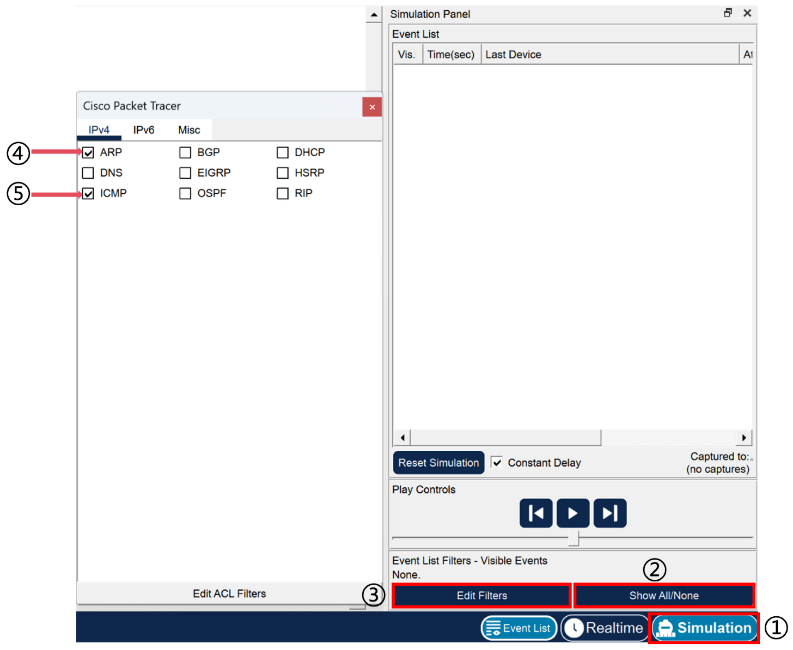 Simulation Panel
Event List
Vis. Time(sec) Last Device At
Cisco Packet Tracer
IPv4 IPv6 Misc
④ ARP BGP DHCP
DNS EIGRP HSRP
⑤ ICMP OSPF RIP
Reset Simulation Constant Delay
Captured to:
(no captures)
Play Controls
Event List Filters - Visible Events
None.
②
Edit ACL Filters
③ Edit Filters Show All/None
Event List Realtime Simulation ①